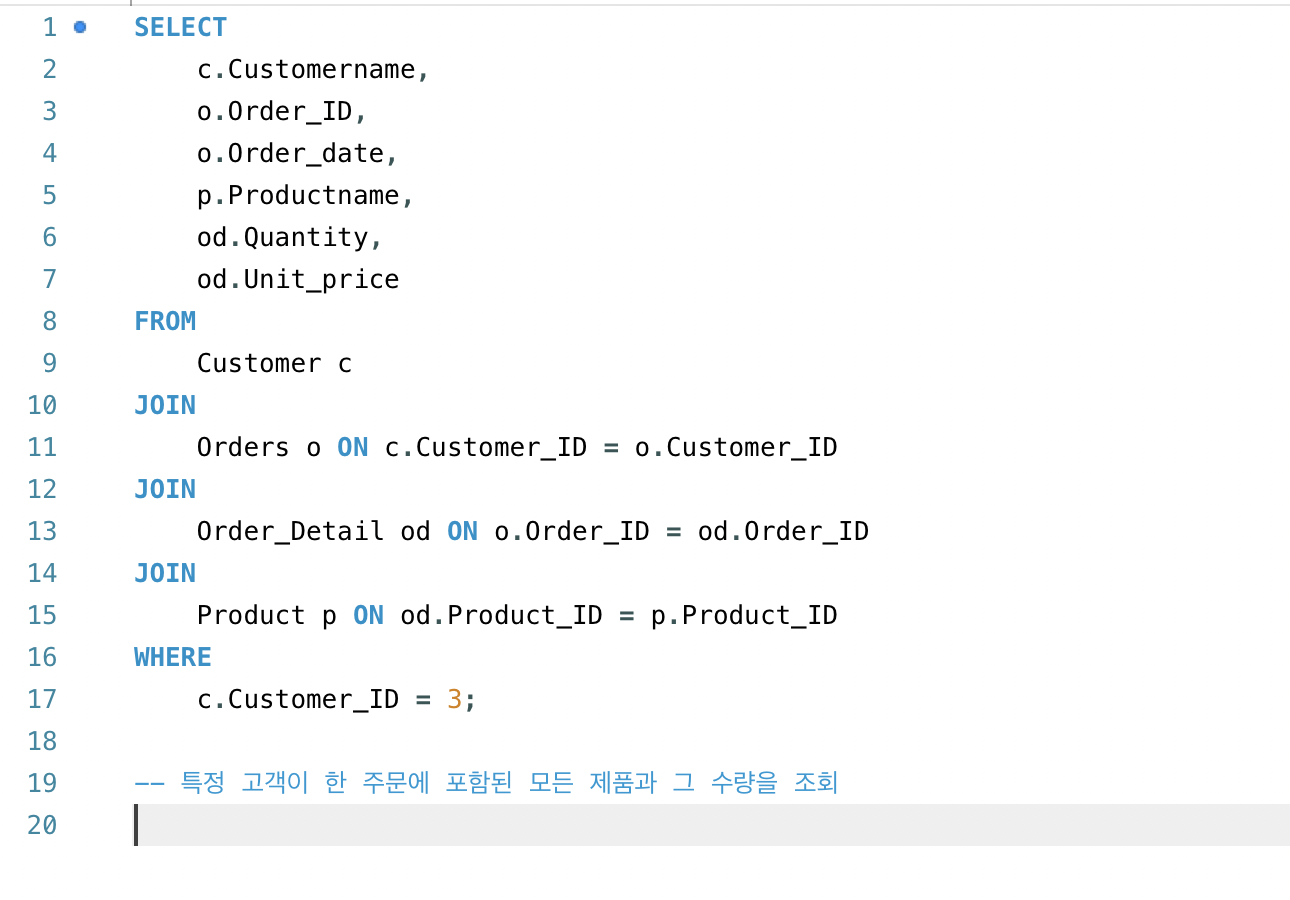 1 SELECT
2 c.Customername,
3 o.Order_ID,
4 o.Order_date,
5 p.Productname,
6 od.Quantity,
7 od.Unit_price
8 FROM
9 Customer c
10 JOIN
11 Orders o ON c.Customer_ID = o.Customer_ID
12 JOIN
13 Order_Detail od ON o.Order_ID = od.Order_ID
14 JOIN
15 Product p ON od.Product_ID = p.Product_ID
16 WHERE
17 c.Customer_ID = 3;
18
19 -- 특정 고객이 한 주문에 포함된 모든 제품과 그 수량을 조회
20